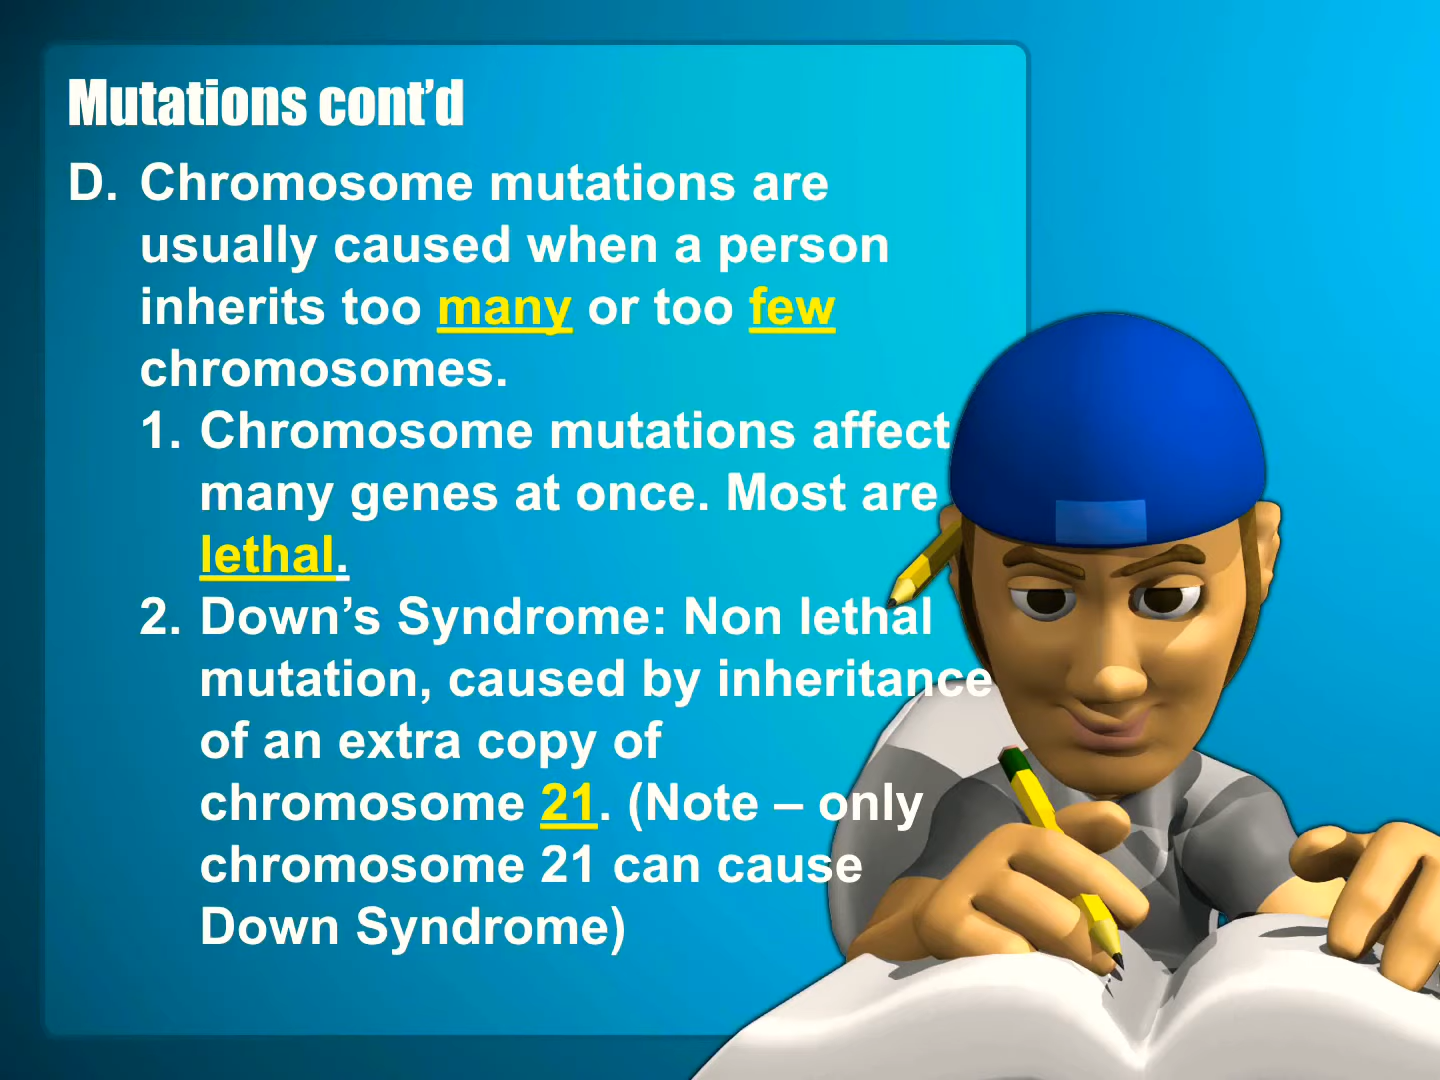 Mutations cont’d
D. Chromosome mutations are
usually caused when a person
inherits too many or too few
chromosomes.
1. Chromosome mutations affect
many genes at once. Most are
lethal.
2. Down’s Syndrome: Non lethal
mutation, caused by inheritance
of an extra copy of
chromosome 21. (Note – only
chromosome 21 can cause
Down Syndrome)